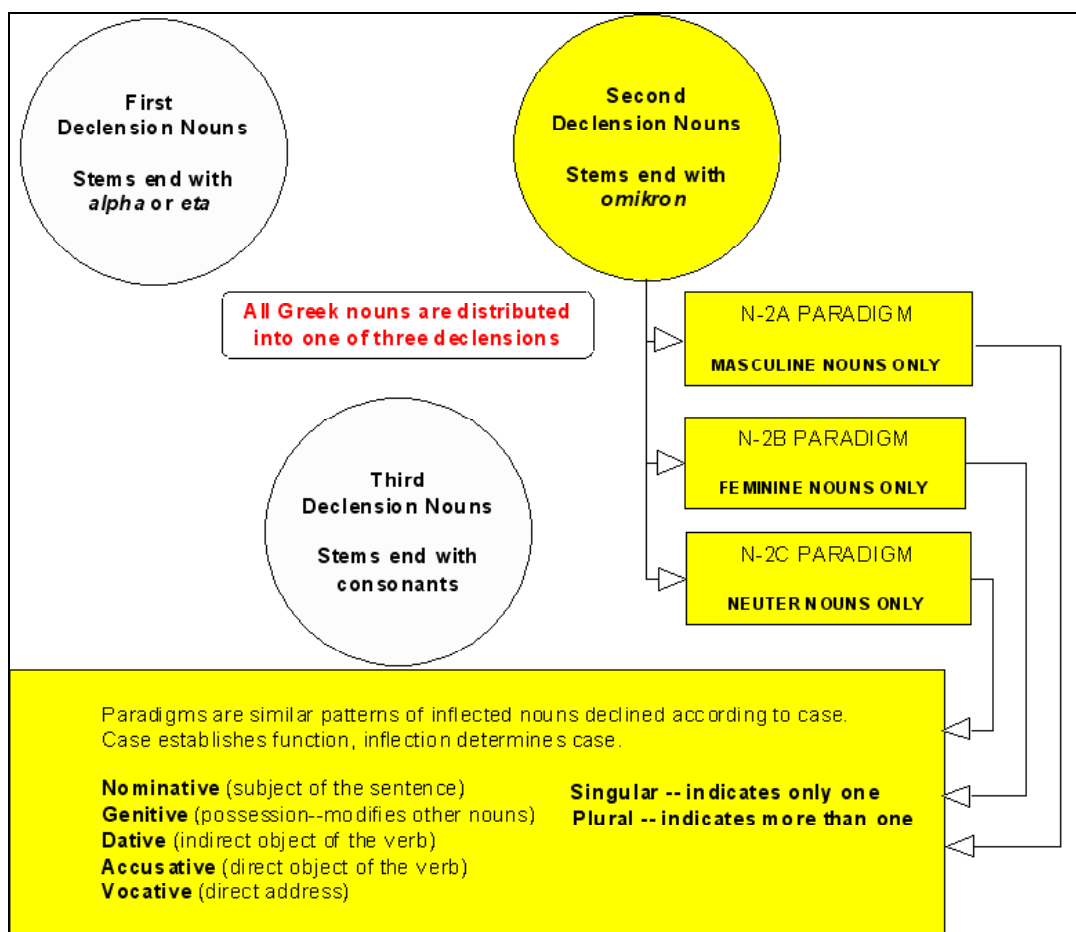 First
Declension Nouns
Stems end with
alpha or eta
Second
Declension Nouns
Stems end with
omikron
All Greek nouns are distributed
into one of three declensions
N-2A PARADIGM
MASCULINE NOUNS ONLY
N-2B PARADIGM
FEMININE NOUNS ONLY
N-2C PARADIGM
NEUTER NOUNS ONLY
Third
Declension Nouns
Stems end with
consonants
Paradigms are similar patterns of inflected nouns declined according to case.
Case establishes function, inflection determines case.
Nominative (subject of the sentence)
Genitive (possession--modifies other nouns)
Dative (indirect object of the verb)
Accusative (direct object of the verb)
Vocative (direct address)
Singular -- indicates only one
Plural -- indicates more than one